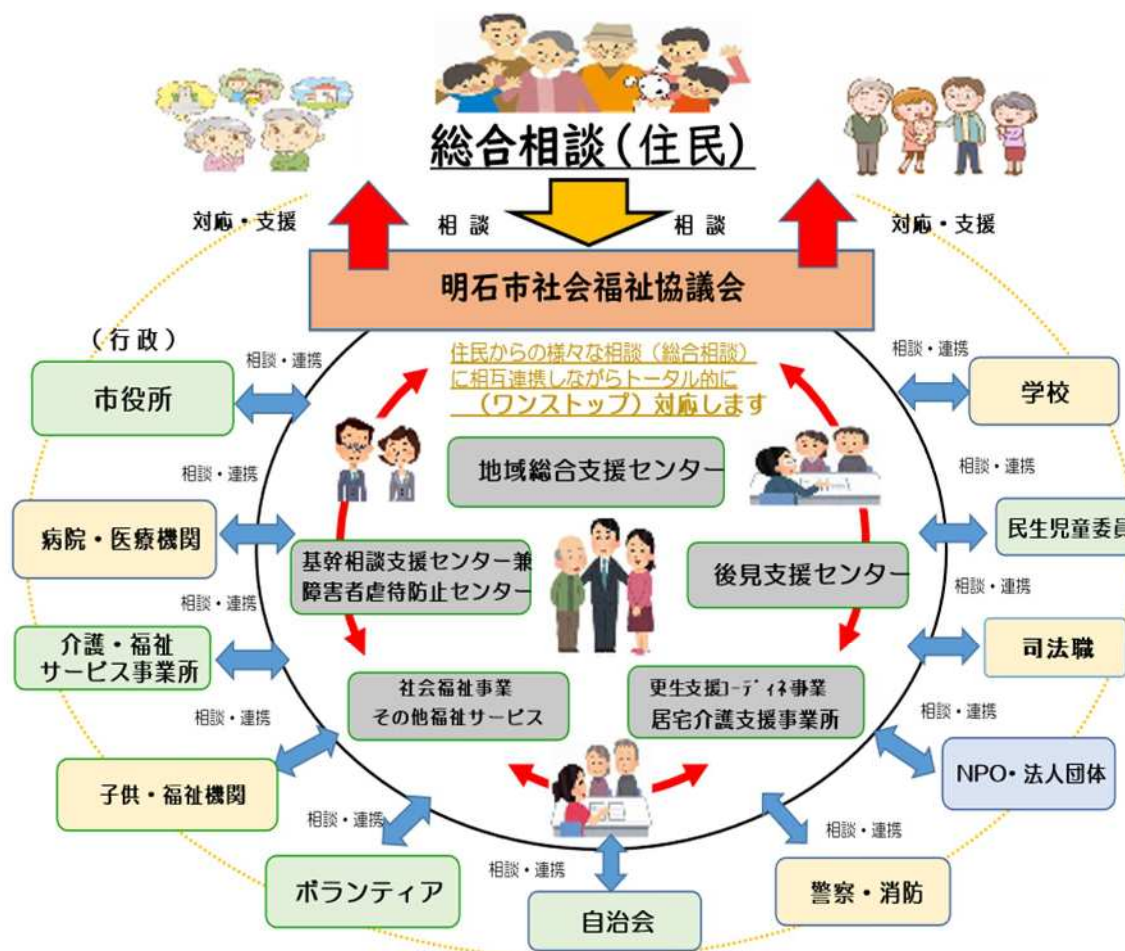 総合相談(住民)
対応・支援
相 談
相 談
対応・支援
明石市社会福祉協議会
(行政)
相談・連携
市役所
住民からの様々な相談(総合相談)
に相互連携しながらトータル的に
(ワンストップ)対応します
相談・連携
学校
地域総合支援センター
相談・連携
病院・医療機関
相談・連携
民生児童委員
基幹相談支援センター兼
障害者虐待防止センター
後見支援センター
相談・連携
介護・福祉
サービス事業所
相談・連携
司法職
社会福祉事業
その他福祉サービス
更生支援コーディネ事業
居宅介護支援事業所
相談・連携
子供・福祉機関
相談・連携
NPO・法人団体
相談・連携
ボランティア
相談・連携
自治会
相談・連携
警察・消防